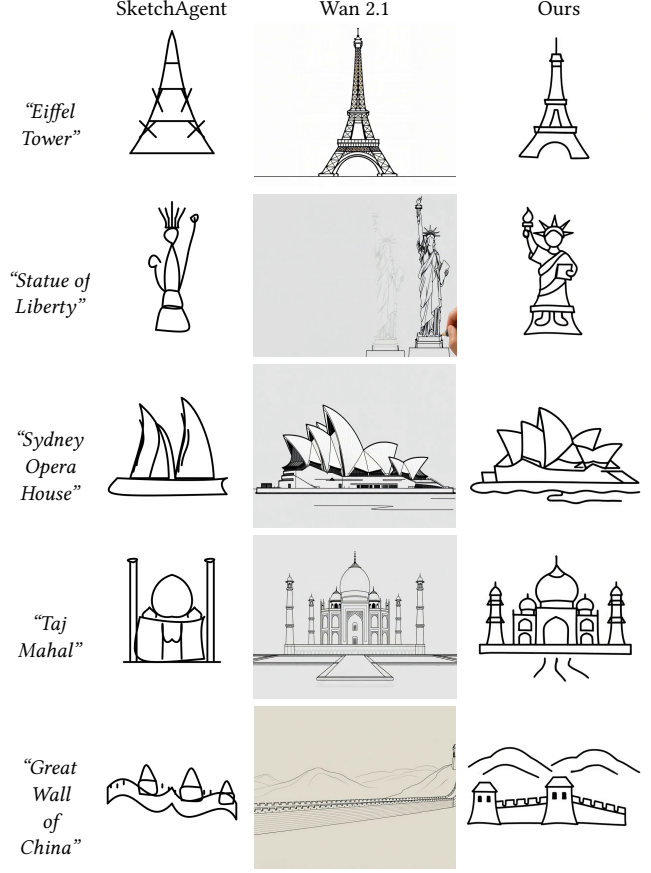 SketchAgent Wan 2.1 Ours
“Eiffel
Tower”
“Statue of
Liberty”
“Sydney
Opera
House”
“Taj
Mahal”
“Great
Wall
of
China”